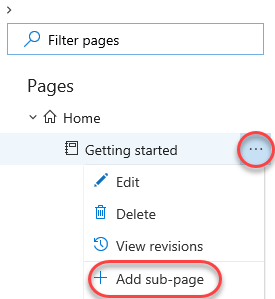 Filter pages
Pages
Home
Getting started
Edit
Delete
View revisions
Add sub-page